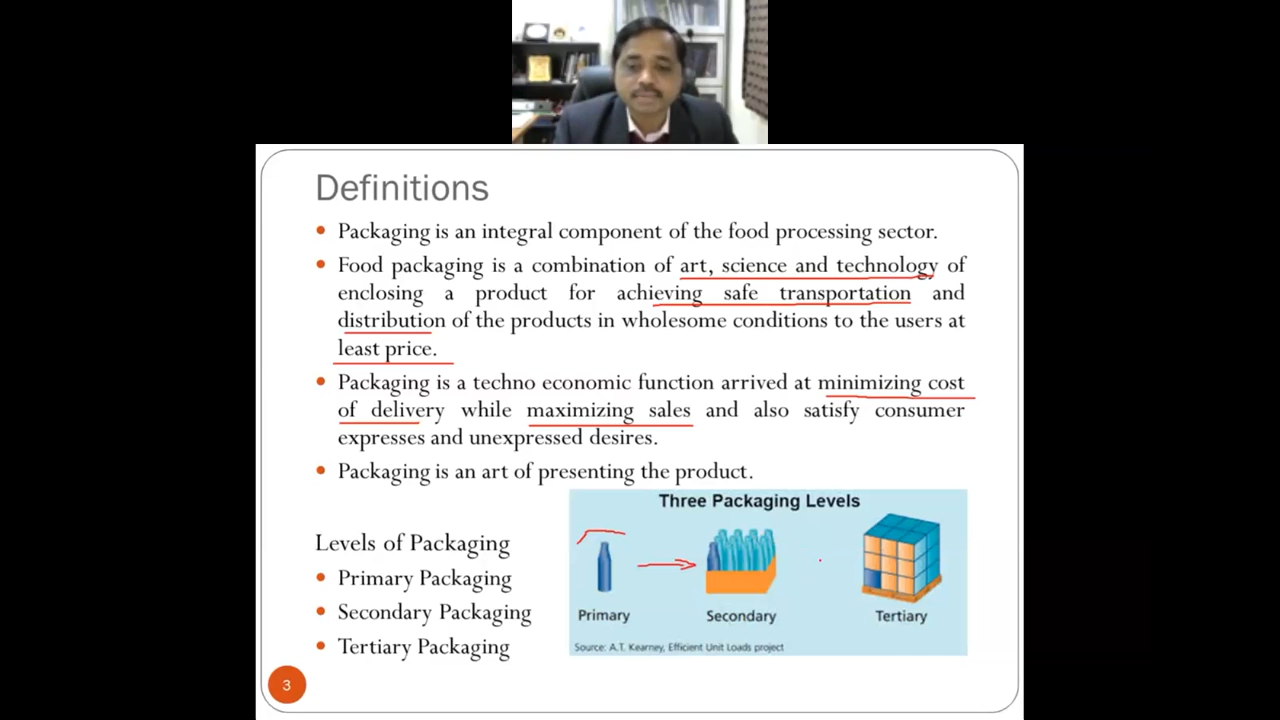 Definitions
• Packaging is an integral component of the food processing sector.
• Food packaging is a combination of art, science and technology of
enclosing a product for achieving safe transportation and
distribution of the products in wholesome conditions to the users at
least price.
• Packaging is a techno economic function arrived at minimizing cost
of delivery while maximizing sales and also satisfy consumer
expresses and unexpressed desires.
• Packaging is an art of presenting the product.
Levels of Packaging
• Primary Packaging
• Secondary Packaging
• Tertiary Packaging
Three Packaging Levels
Primary
Secondary
Tertiary
Source: A.T. Kearney, Efficient Unit Loads project
3